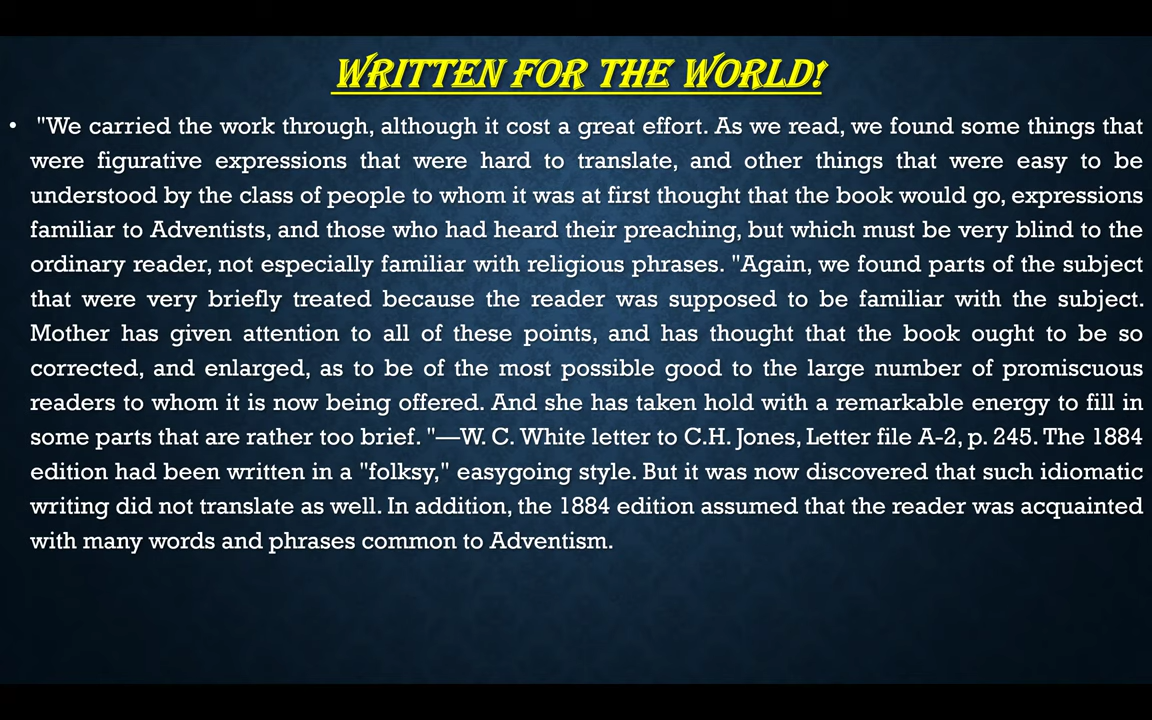 WRITTEN FOR THE WORLD!
• "We carried the work through, although it cost a great effort. As we read, we found some things that
were figurative expressions that were hard to translate, and other things that were easy to be
understood by the class of people to whom it was at first thought that the book would go, expressions
familiar to Adventists, and those who had heard their preaching, but which must be very blind to the
ordinary reader, not especially familiar with religious phrases. "Again, we found parts of the subject
that were very briefly treated because the reader was supposed to be familiar with the subject.
Mother has given attention to all of these points, and has thought that the book ought to be so
corrected, and enlarged, as to be of the most possible good to the large number of promiscuous
readers to whom it is now being offered. And she has taken hold with a remarkable energy to fill in
some parts that are rather too brief. "—W. C. White letter to C.H. Jones, Letter file A-2, p. 245. The 1884
edition had been written in a "folksy," easygoing style. But it was now discovered that such idiomatic
writing did not translate as well. In addition, the 1884 edition assumed that the reader was acquainted
with many words and phrases common to Adventism.